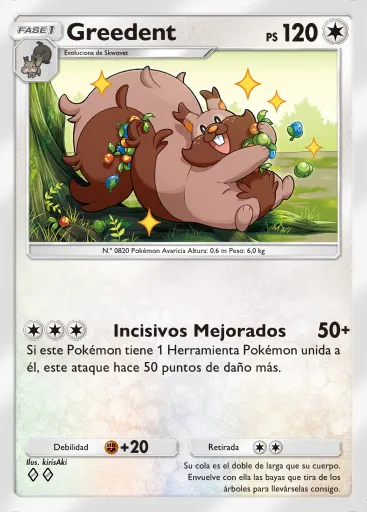 FASE 1
Greedent
PS 120
Evoluciona de Skwovet
N.º 0820 Pokémon Avaricia Altura: 0,6 m Peso: 6,0 kg
Incisivos Mejorados 50+
Si este Pokémon tiene 1 Herramienta Pokémon unida a
él, este ataque hace 50 puntos de daño más.
Debilidad +20
Retirada
Ilus. kirisAki
Su cola es el doble de larga que su cuerpo.
Envuelve con ella las bayas que tira de los
árboles para llevárselas consigo.